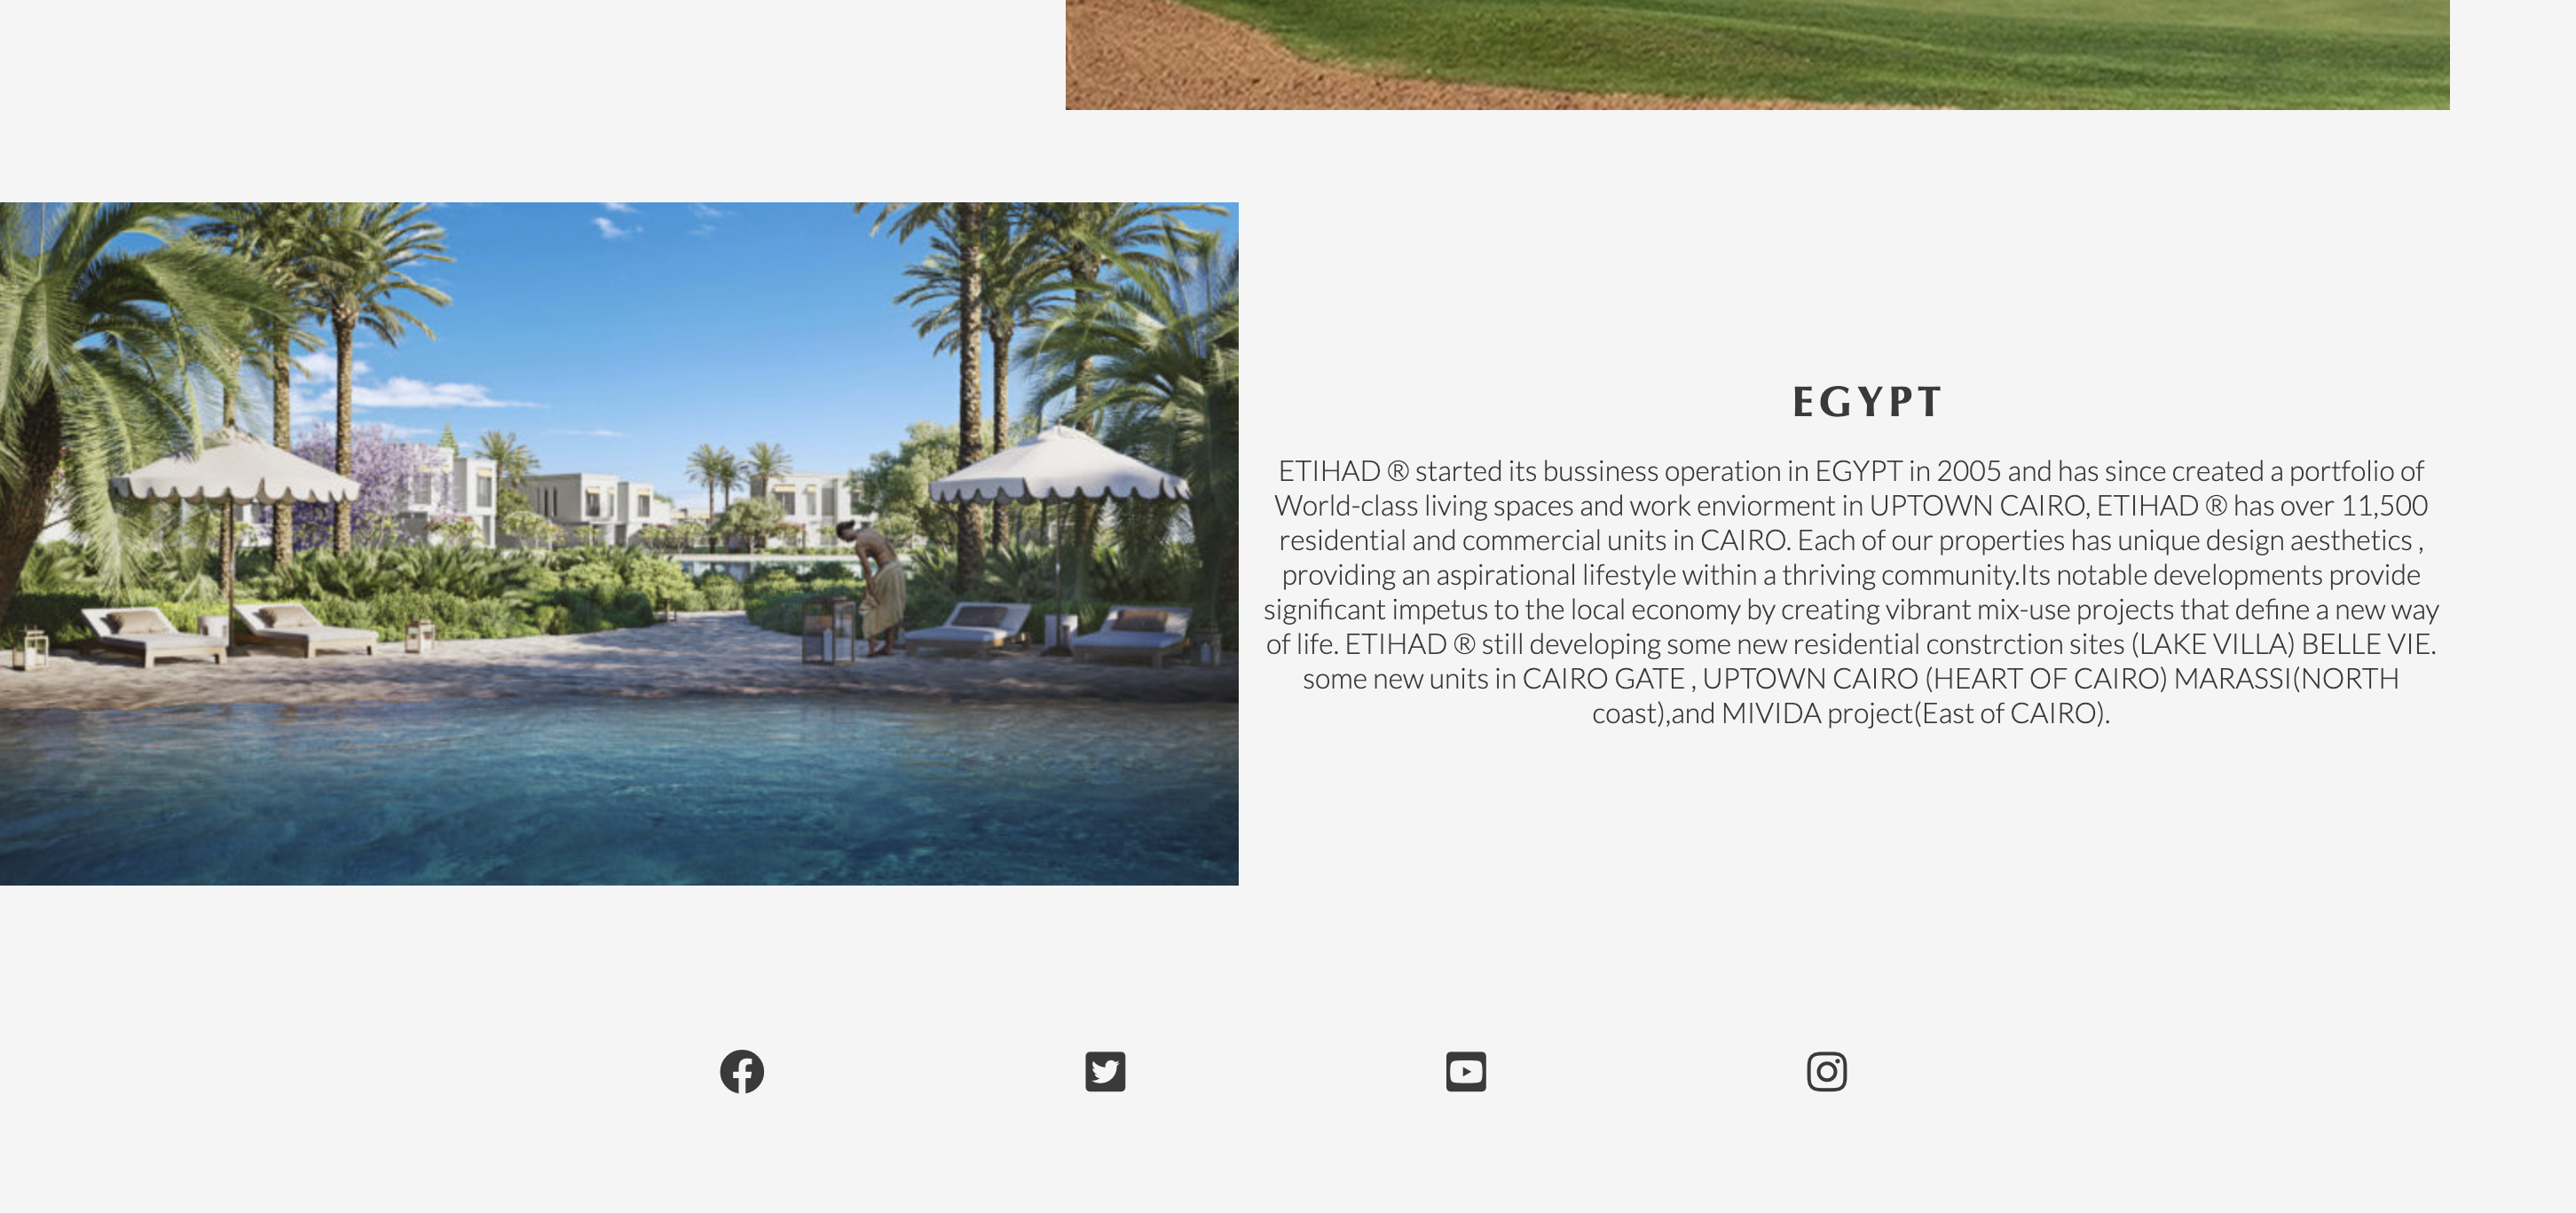 EGYPT
ETIHAD ® started its bussiness operation in EGYPT in 2005 and has since created a portfolio of
World-class living spaces and work enviorment in UPTOWN CAIRO, ETIHAD ® has over 11,500
residential and commercial units in CAIRO. Each of our properties has unique design aesthetics ,
providing an aspirational lifestyle within a thriving community.Its notable developments provide
significant impetus to the local economy by creating vibrant mix-use projects that define a new way
of life. ETIHAD ® still developing some new residential constrction sites (LAKE VILLA) BELLE VIE.
some new units in CAIRO GATE , UPTOWN CAIRO (HEART OF CAIRO) MARASSI(NORTH
coast),and MIVIDA project(East of CAIRO).